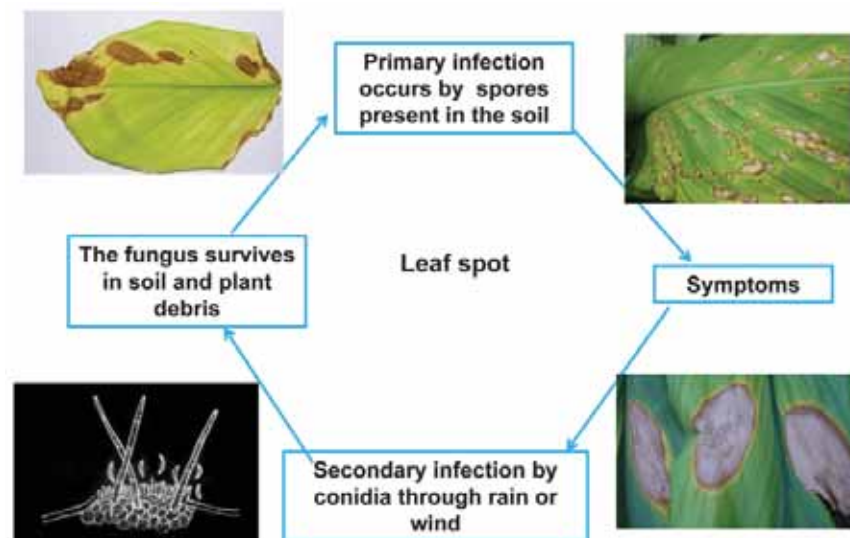 Primary infection
occurs by spores
present in the soil
The fungus survives
in soil and plant
debris
Leaf spot
Symptoms
Secondary infection by
conidia through rain or
wind